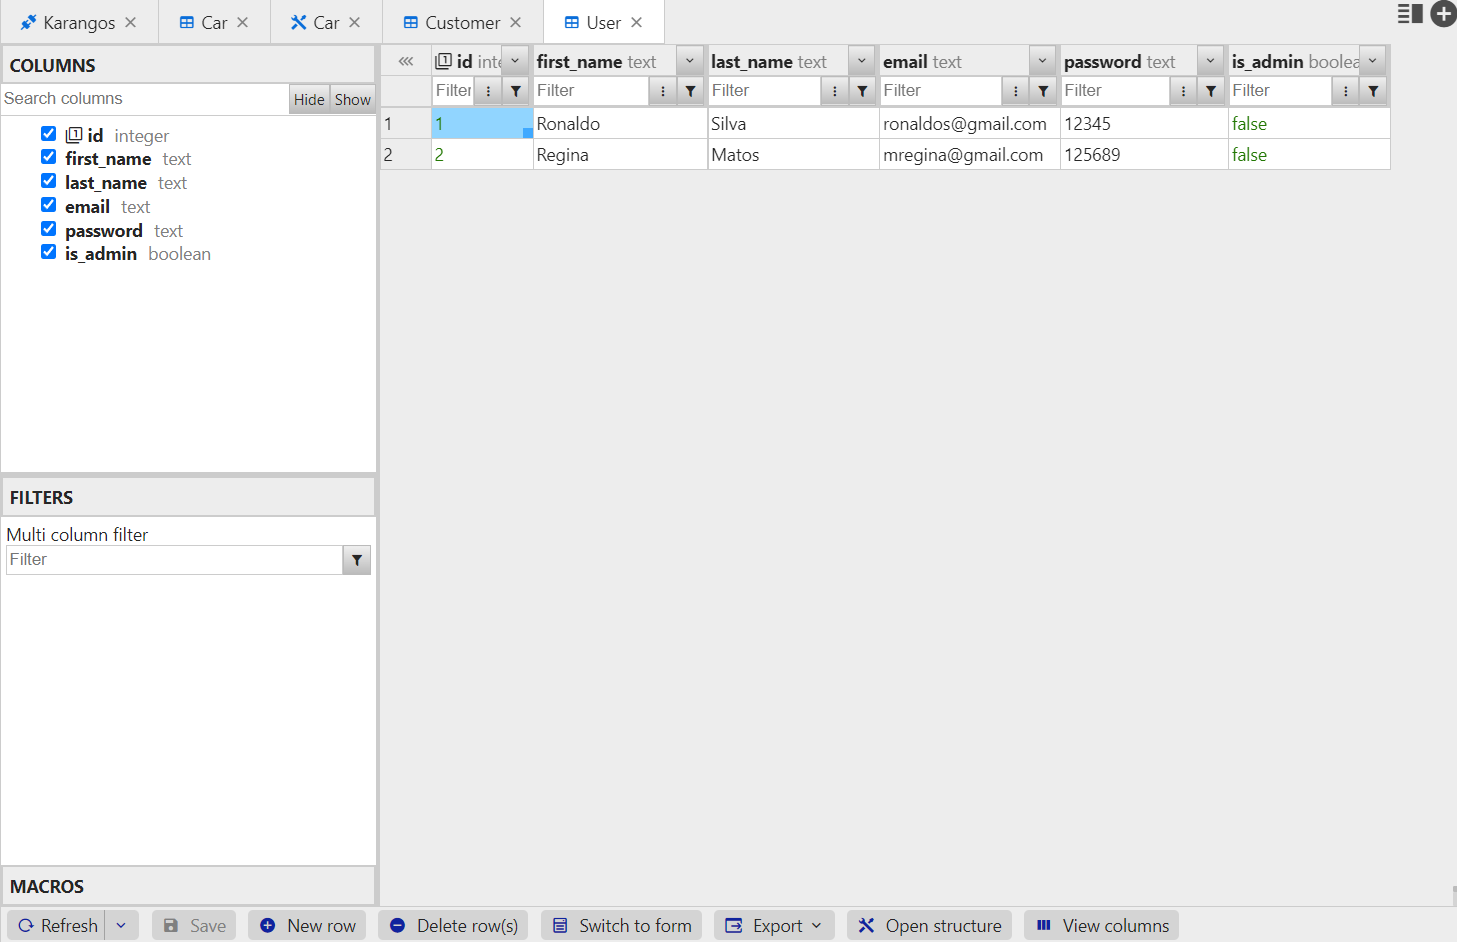 Karangos Car Car Customer User
COLUMNS
Search columns Hide Show
id integer
first_name text
last_name text
email text
password text
is_admin boolean
FILTERS
Multi column filter
Filter
MACROS
id inte first_name text last_name text email text password text is_admin boolea
Filter Filter Filter Filter Filter Filter
1 1 Ronaldo Silva ronaldos@gmail.com 12345 false
2 2 Regina Matos mregina@gmail.com 125689 false
Refresh Save New row Delete row(s) Switch to form Export Open structure View columns